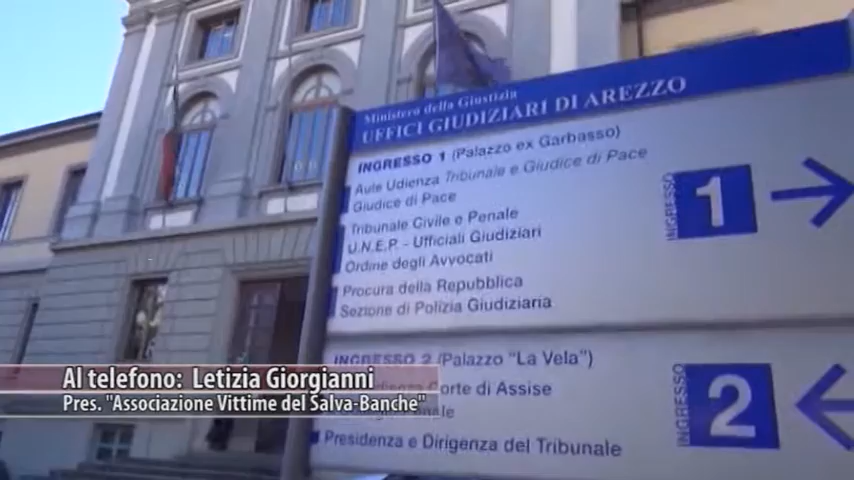 Ministero della Giustizia
UFFICI GIUDIZIARI DI AREZZO
INGRESSO 1 (Palazzo ex Garbasso)
Aule Udienza Tribunale e Giudice di Pace
Giudice di Pace
Tribunale Civile e Penale
U.N.E.P. - Ufficiali Giudiziari
Ordine degli Avvocati
Procura della Repubblica
Sezione di Polizia Giudiziaria
INGRESSO
1
INGRESSO 2 (Palazzo "La Vela")
Corte di Assise
Presidenza e Dirigenza del Tribunale
INGRESSO
2
Al telefono: Letizia Giorgianni
Pres. "Associazione Vittime del Salva-Banche"